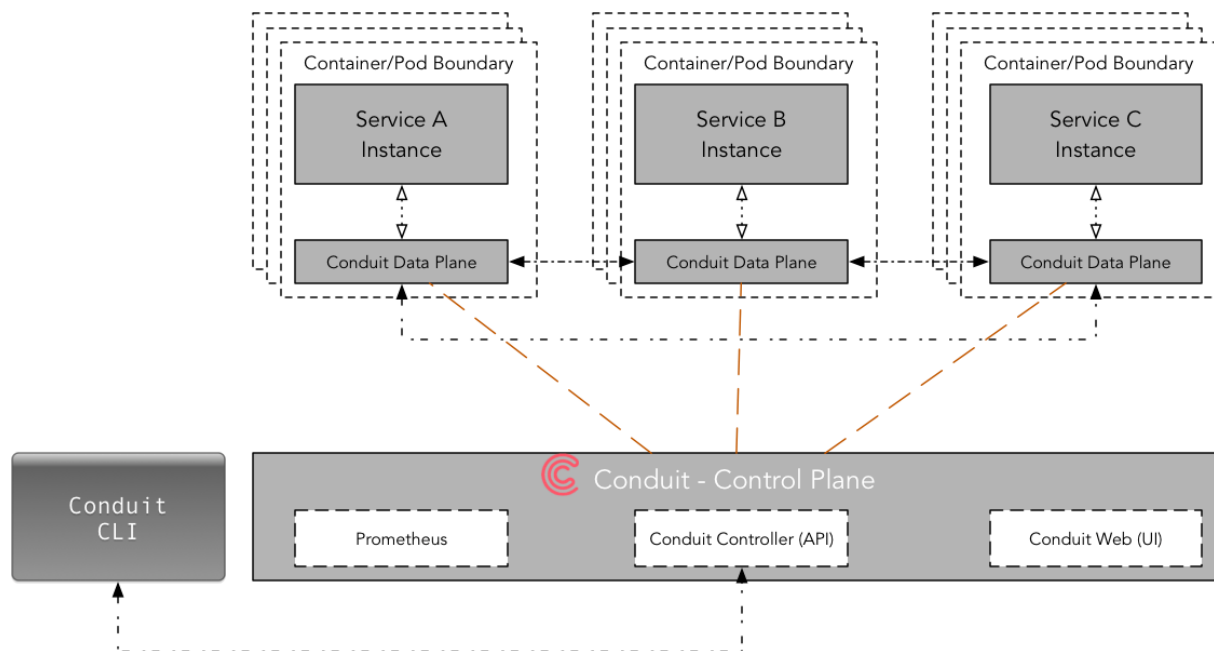 Container/Pod Boundary
Container/Pod Boundary
Container/Pod Boundary
Service A
Instance
Service B
Instance
Service C
Instance
Conduit Data Plane
Conduit Data Plane
Conduit Data Plane
Conduit - Control Plane
Conduit
CLI
Prometheus
Conduit Controller (API)
Conduit Web (UI)